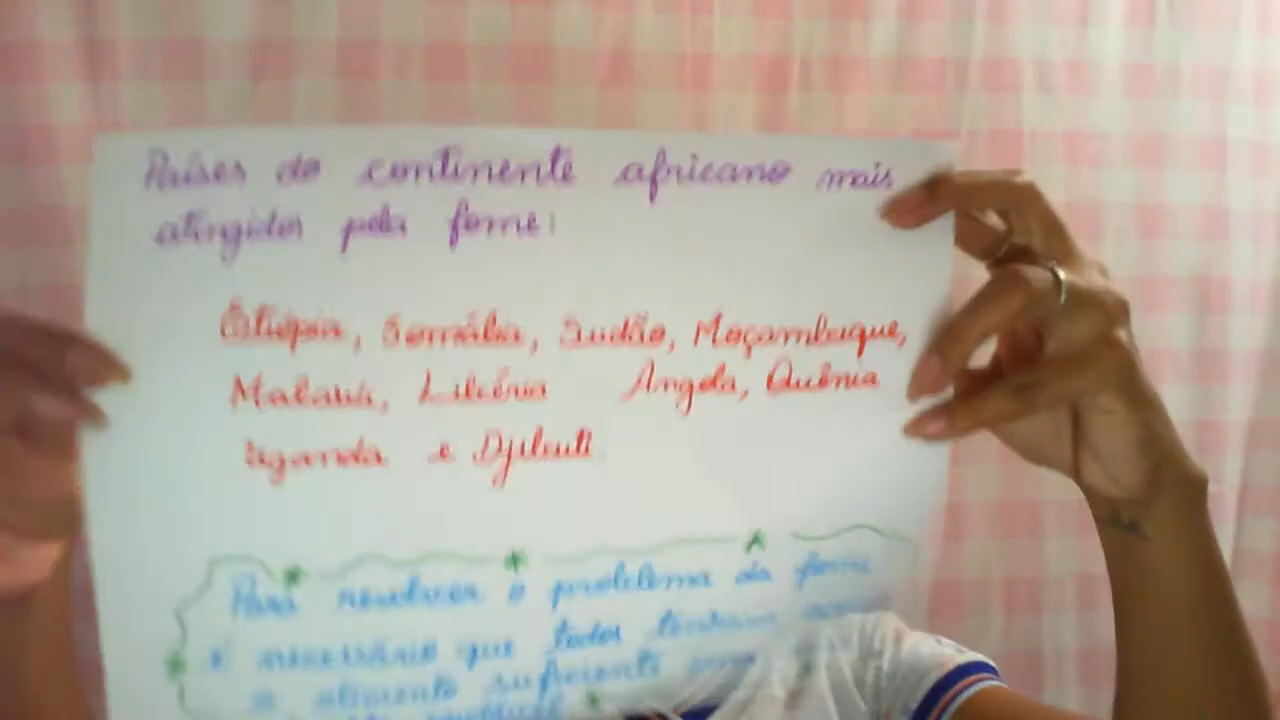 Países do continente africano mais
atingidos pela fome:
Etiópia, Somália, Sudão, Moçambique,
Malawi, Libéria Angola, Quênia
Uganda e Djibuti
Para resolver o problema da fome
é necessário que todos tenham
o alimento suficiente